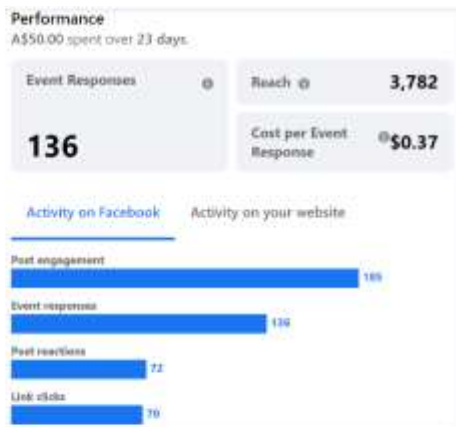 Performance
A$50.00 spent over 23 days.
Event Responses
136
Reach 3,782
Cost per Event Response $0.37
Activity on Facebook Activity on your website
Post engagement
185
Event responses
136
Post reactions
72
Link clicks
70